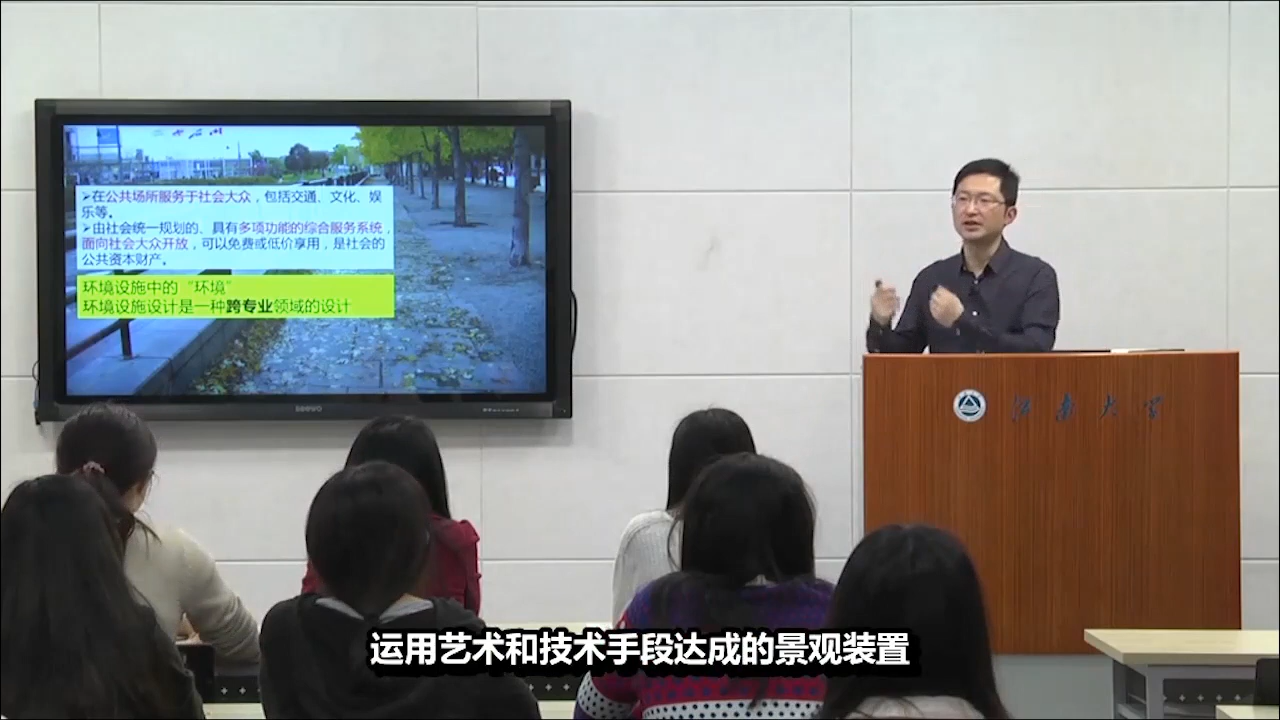 ➢在公共场所服务于社会大众，包括交通、文化、娱
乐等。
➢由社会统一规划的、具有多项功能的综合服务系统，
面向社会大众开放，可以免费或低价享用，是社会的
公共资本财产。
环境设施中的“环境”
环境设施设计是一种跨专业领域的设计
江南大学
运用艺术和技术手段达成的景观装置